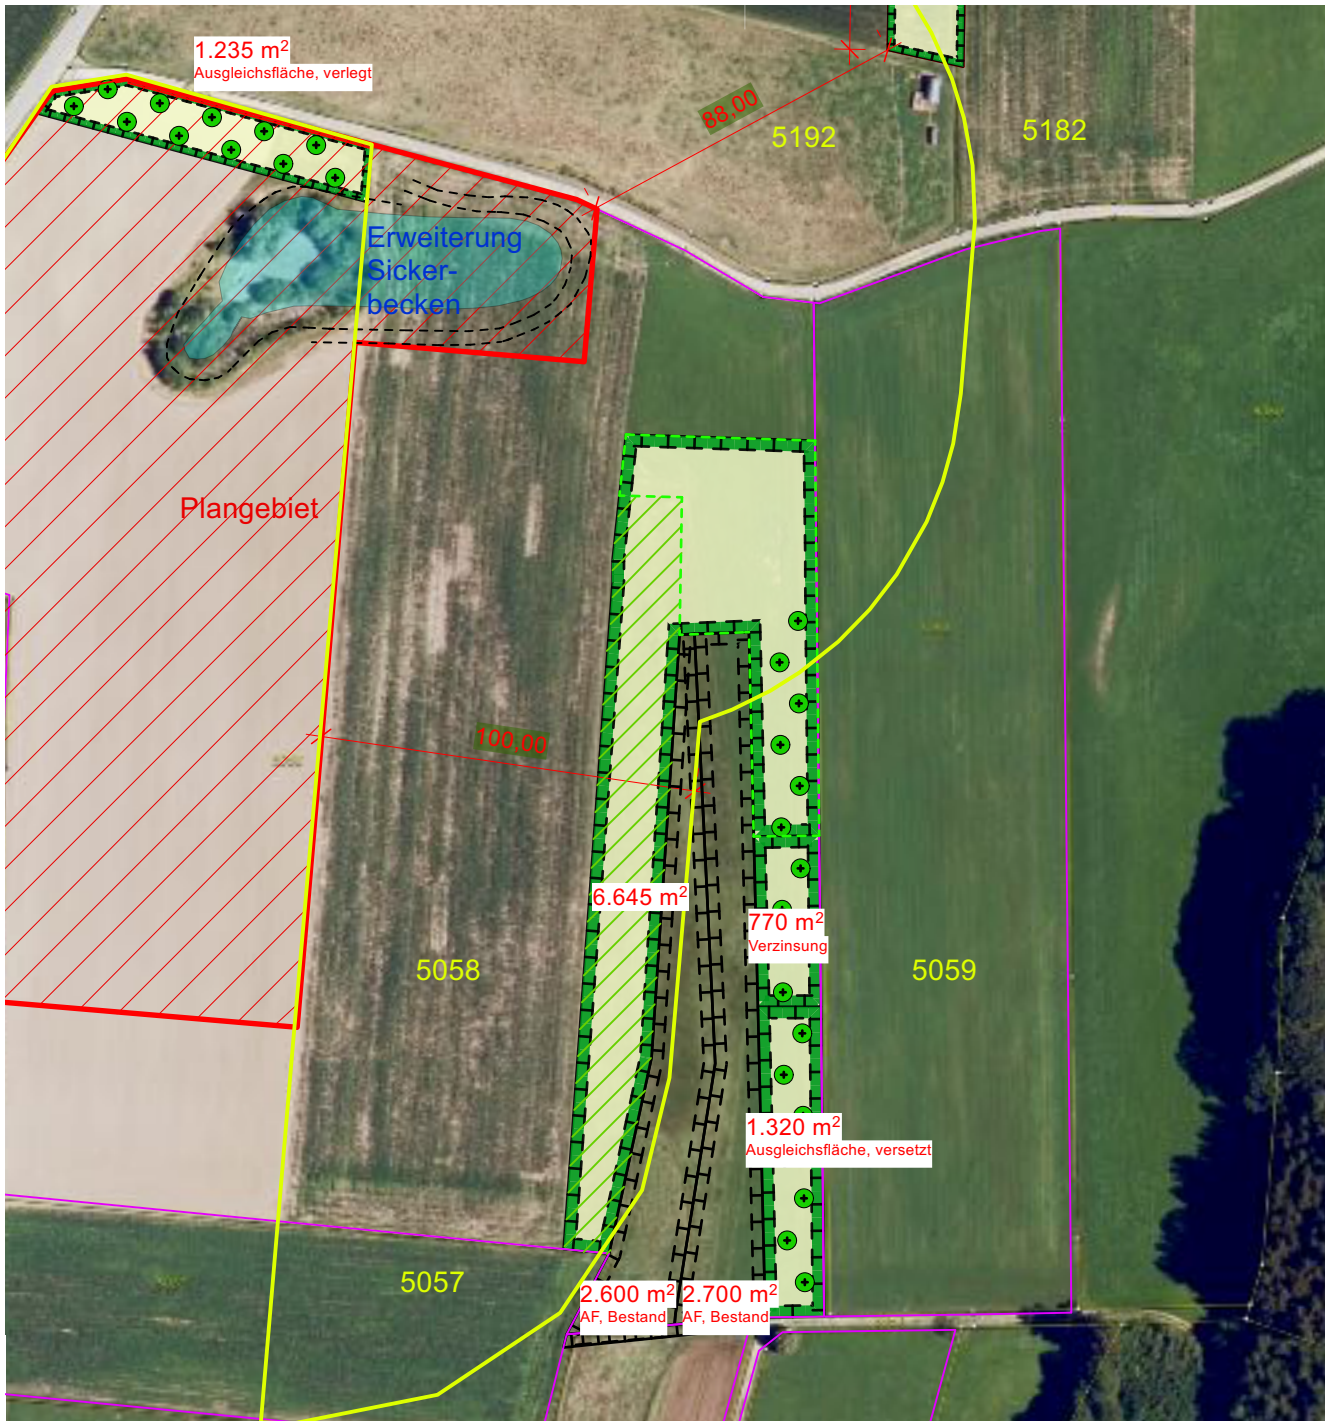 1.235 m²
Ausgleichsfläche, verlegt
88,00
5192
5182
Erweiterung
Sicker-
becken
Plangebiet
100,00
6.645 m²
770 m²
Verzinsung
5058
5059
1.320 m²
Ausgleichsfläche, versetzt
5057
2.600 m²
AF, Bestand
2.700 m²
AF, Bestand